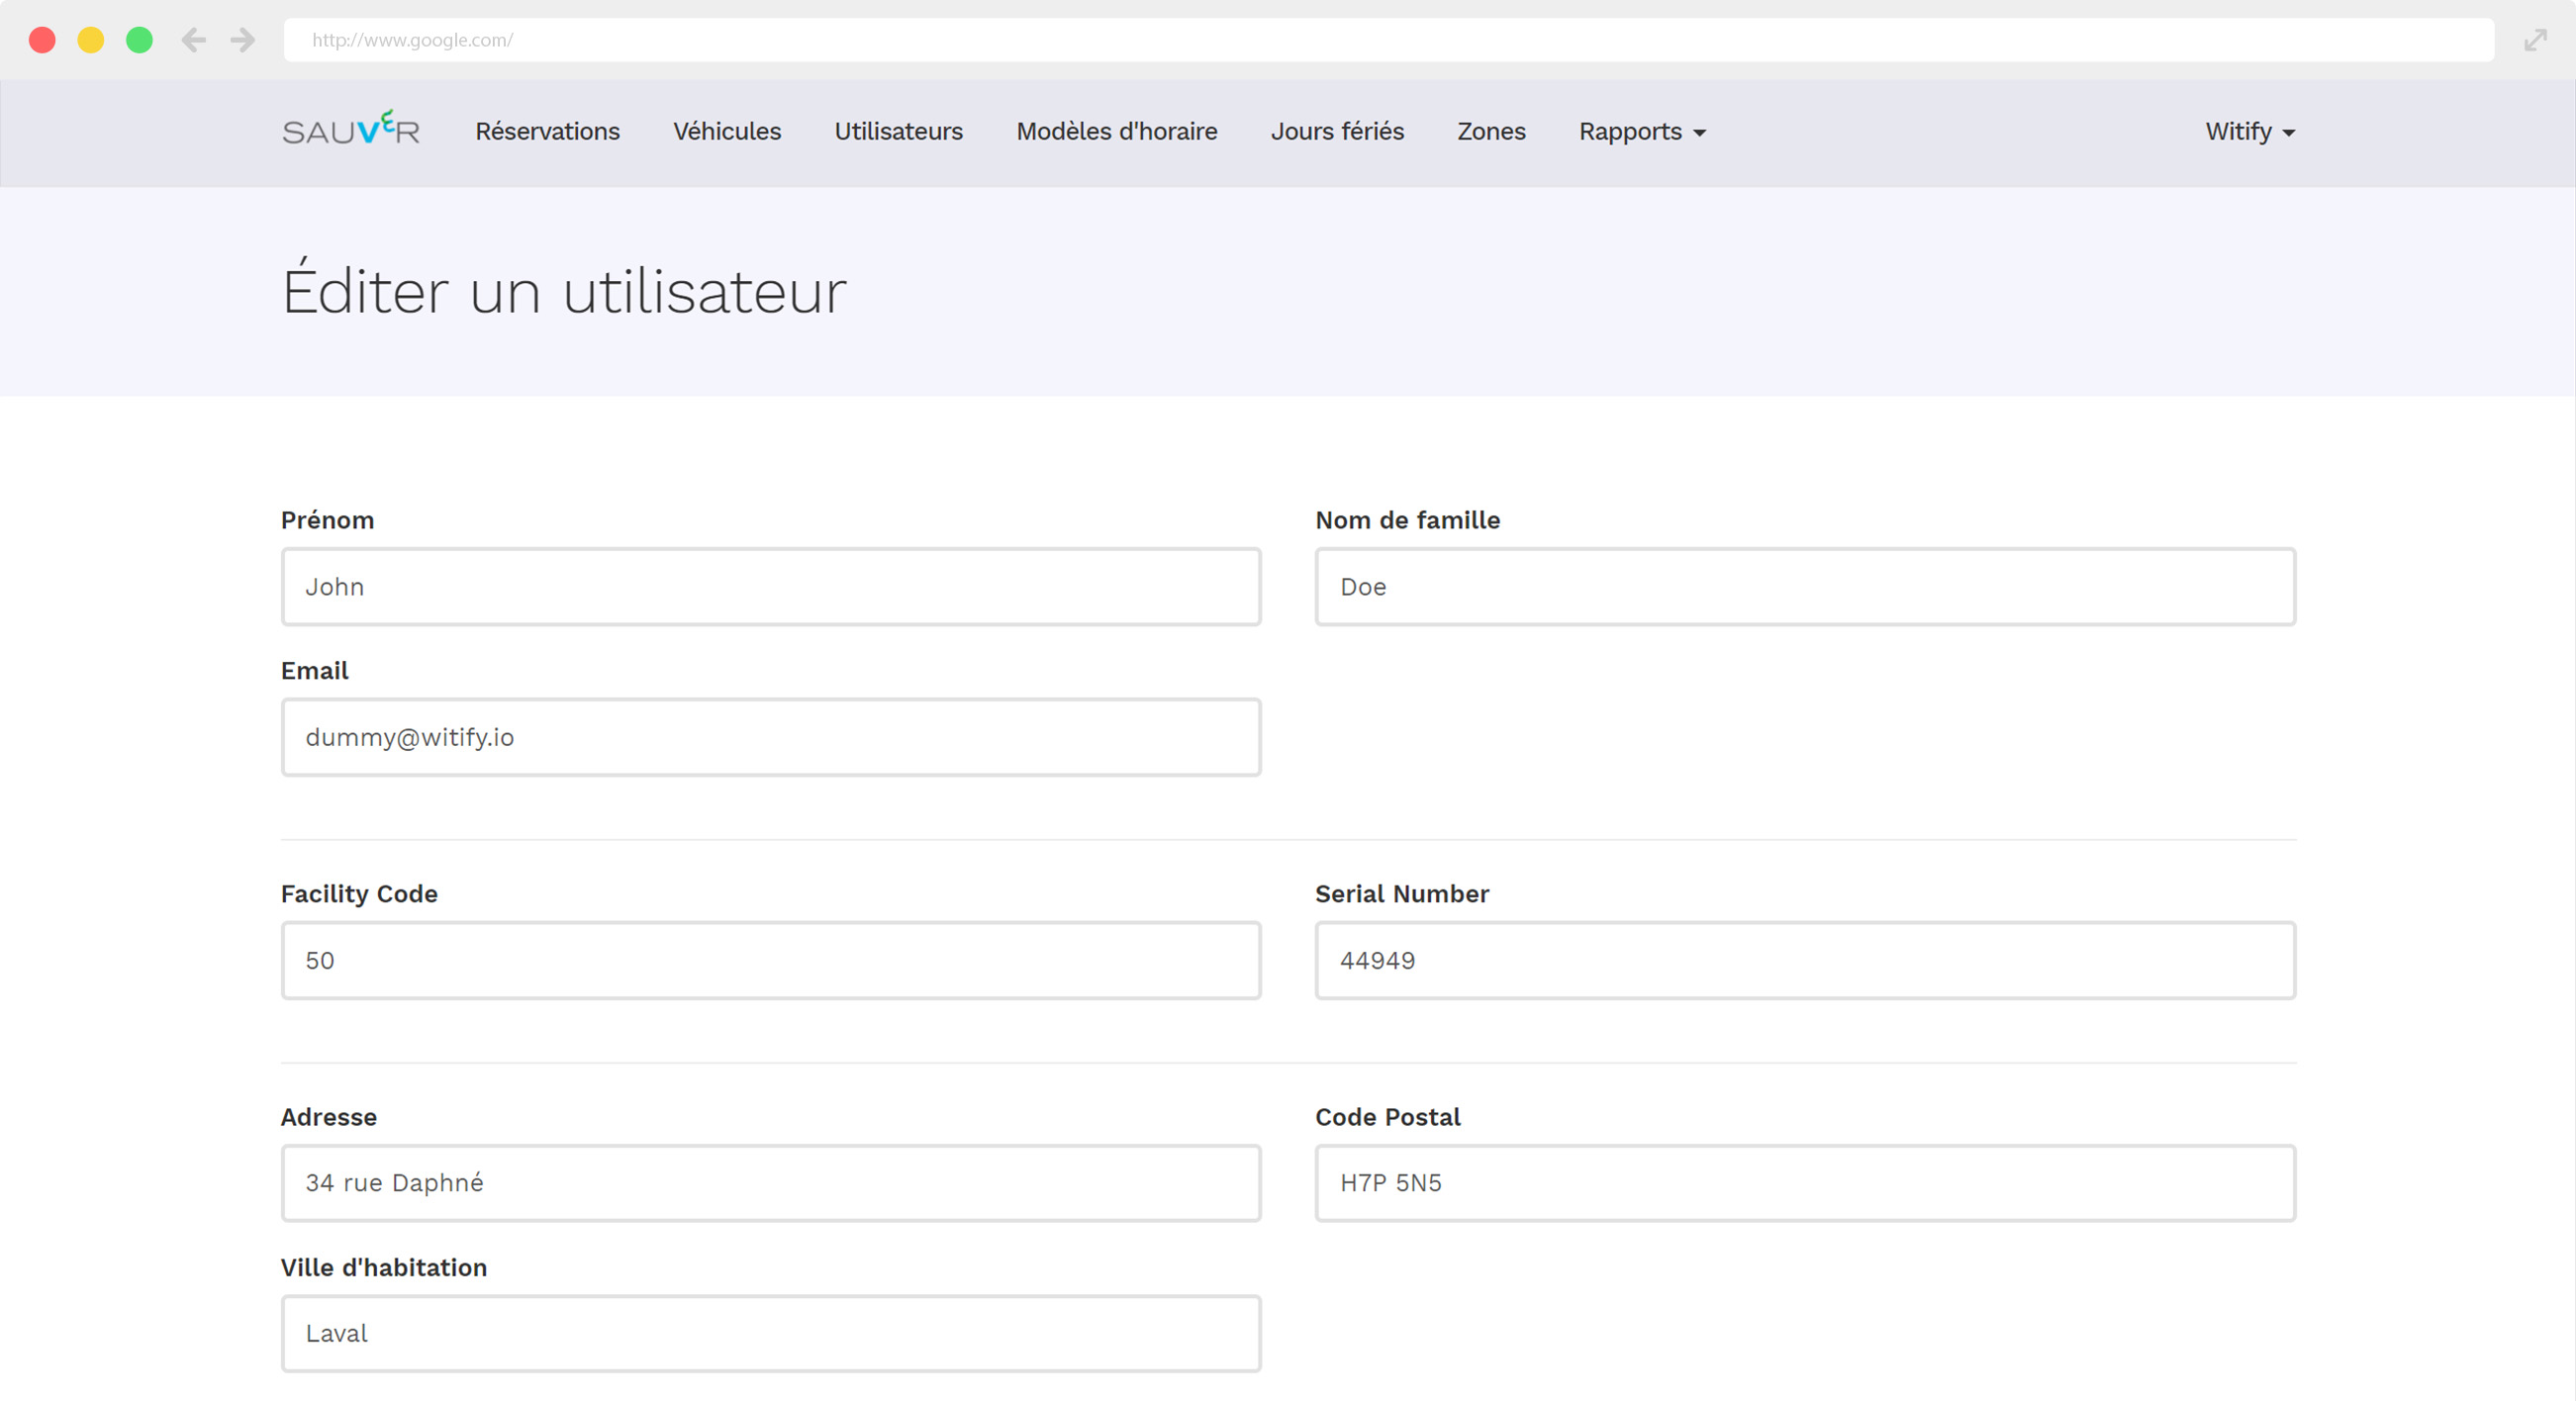 http://www.google.com/
SAUVÉR Réservations Véhicules Utilisateurs Modèles d'horaire Jours fériés Zones Rapports Witify
Éditer un utilisateur
Prénom Nom de famille
John Doe
Email
dummy@witify.io
Facility Code Serial Number
50 44949
Adresse Code Postal
34 rue Daphné H7P 5N5
Ville d'habitation
Laval